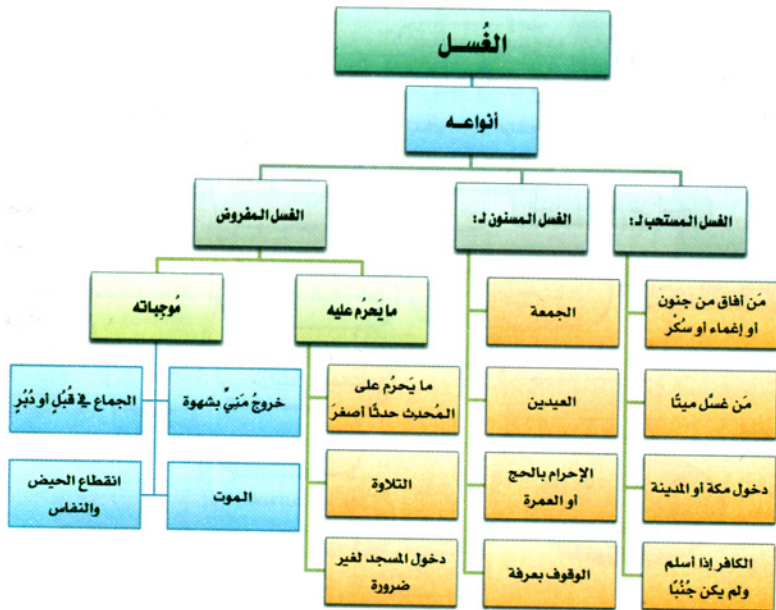 الغُسل
أنواعه
الغسل المستحب لـ:
الغسل المسنون لـ:
الغسل المفروض
مَن أفاق من جنون
أو إغماء أو سُكْر
مَن غسَّل ميتًا
دخول مكة أو المدينة
الكافر إذا أسلم
ولم يكن جُنُبًا
الجمعة
العيدين
الإحرام بالحج
أو العمرة
الوقوف بعرفة
ما يَحرُم عليه
مُوجِباته
ما يَحرُم على
المُحدِث حدثًا أصغرَ
التلاوة
دخول المسجد لغير
ضرورة
خروجُ مَنيٍّ بشهوة
الجماع في قُبُلٍ أو دُبُرٍ
الموت
انقطاع الحيض
والنفاس